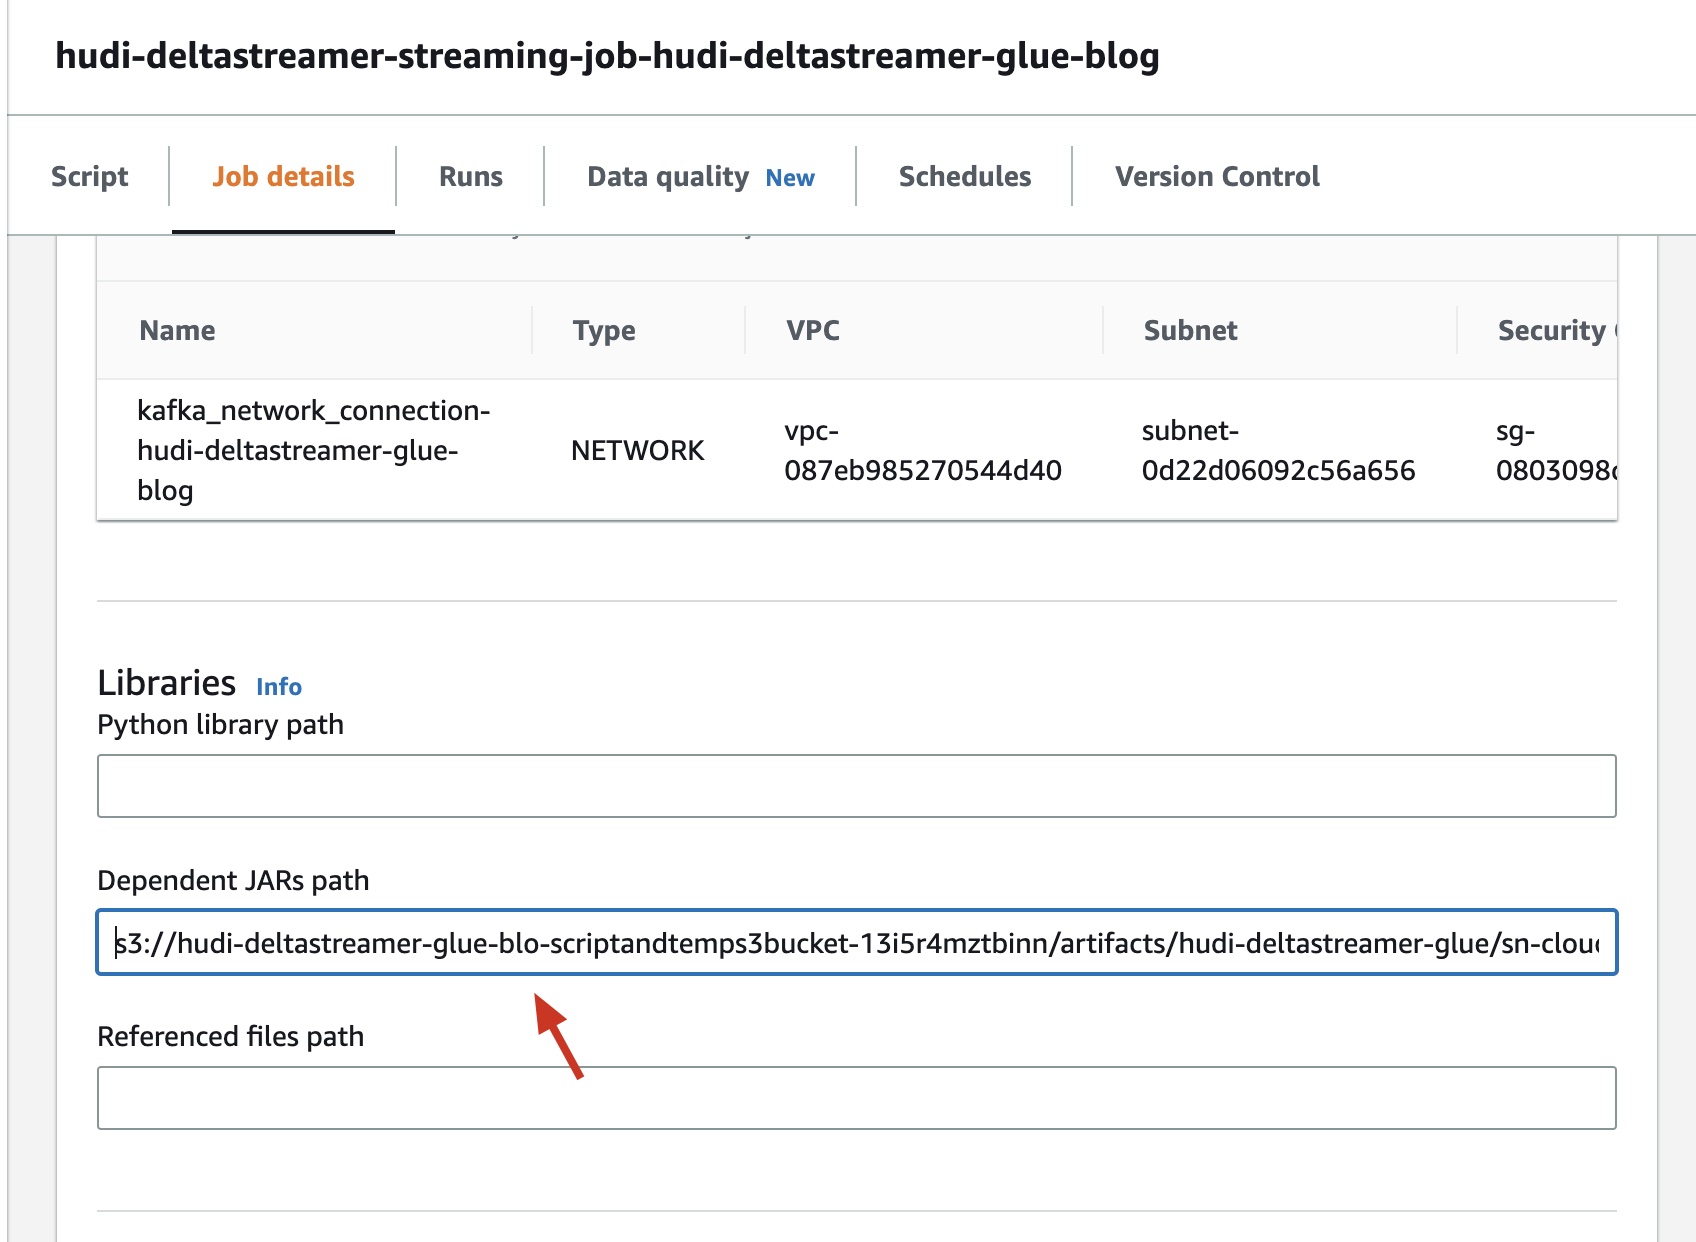 hudi-deltastreamer-streaming-job-hudi-deltastreamer-glue-blog
Script Job details Runs Data quality New Schedules Version Control
Name Type VPC Subnet Security
kafka_network_connection-
hudi-deltastreamer-glue-
blog
NETWORK
vpc-
087eb985270544d40
subnet-
0d22d06092c56a656
sg-
0803098
Libraries Info
Python library path
Dependent JARs path
s3://hudi-deltastreamer-glue-blo-scriptandtemps3bucket-13i5r4mztbinn/artifacts/hudi-deltastreamer-glue/sn-clou
Referenced files path